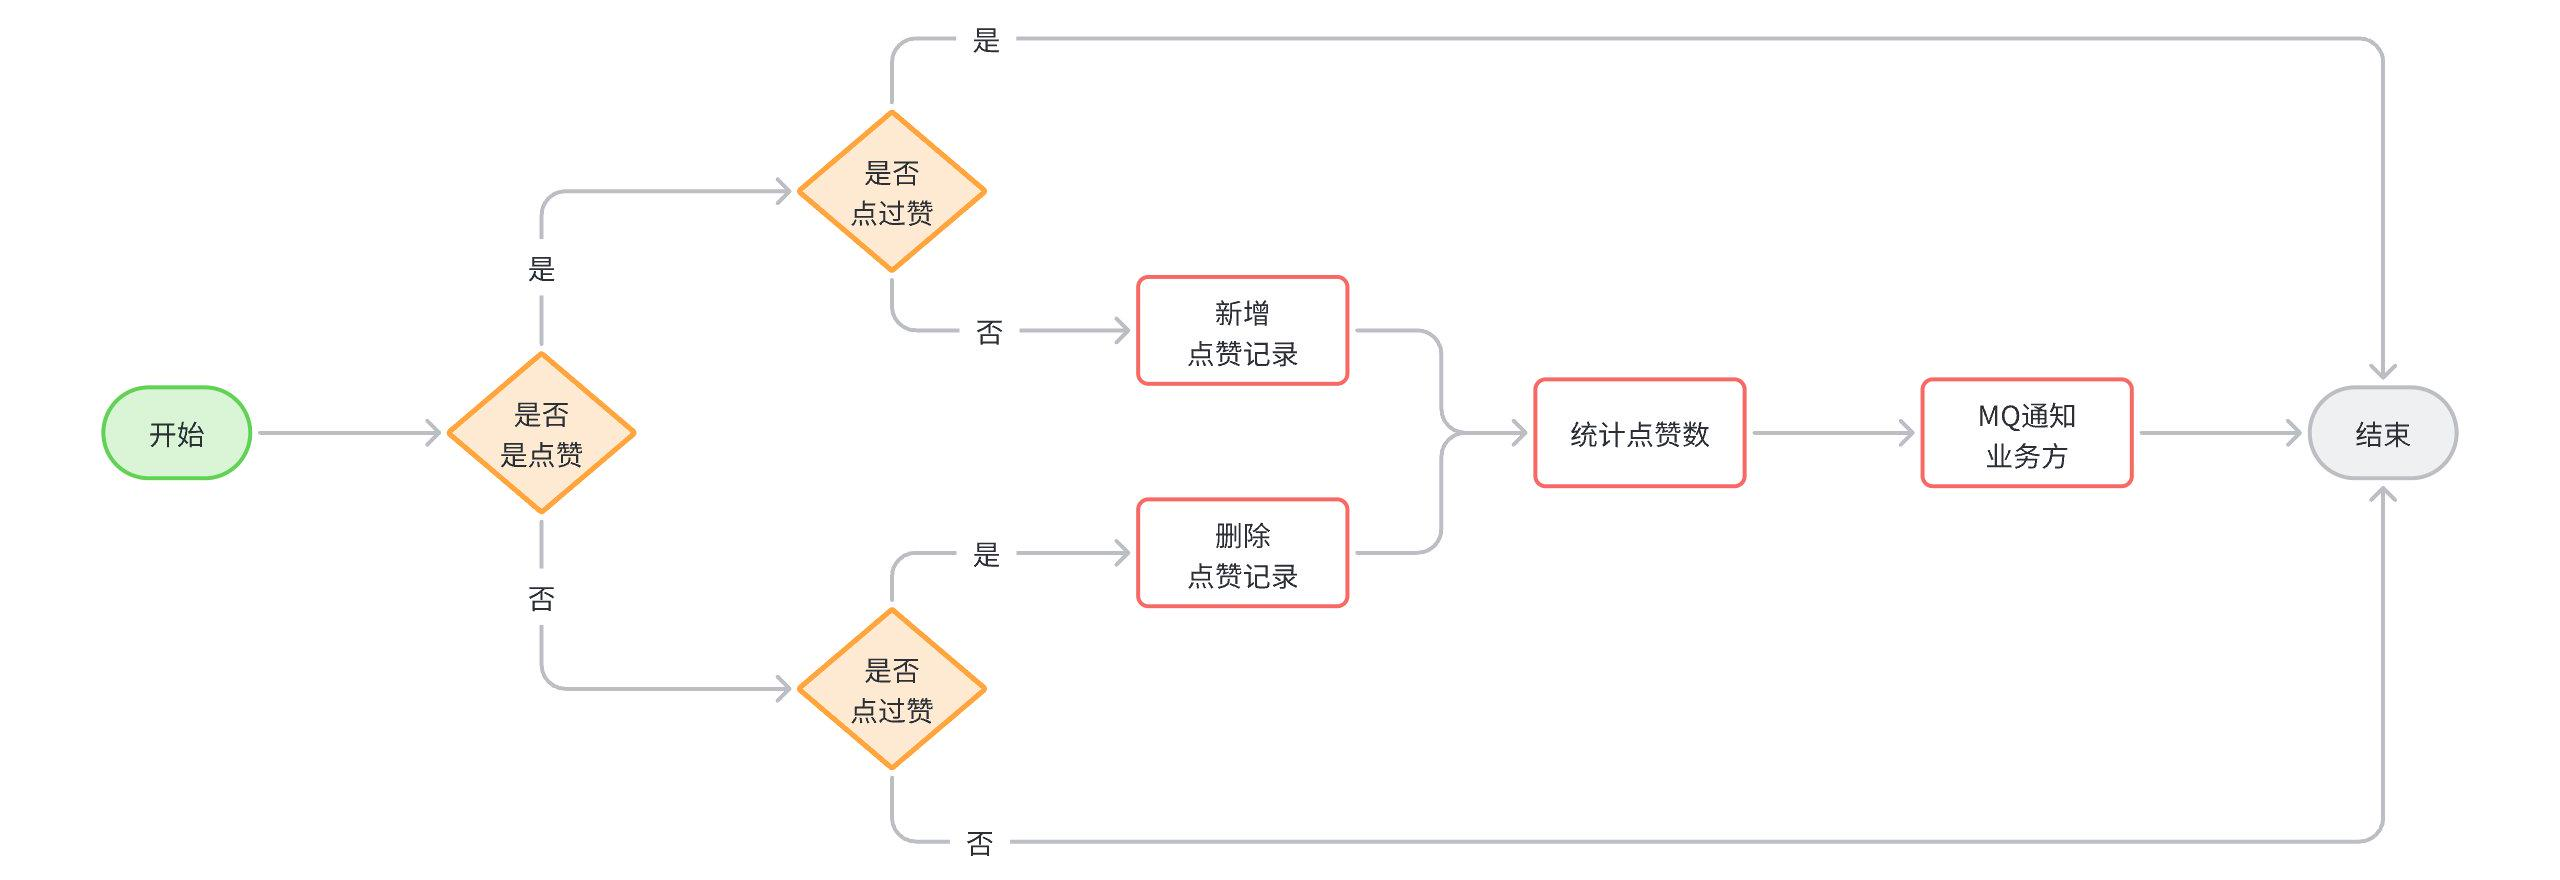 是
是否
点过赞
是
否
新增
点赞记录
开始
是否
是点赞
统计点赞数
MQ通知
业务方
结束
否
是
删除
点赞记录
是否
点过赞
否